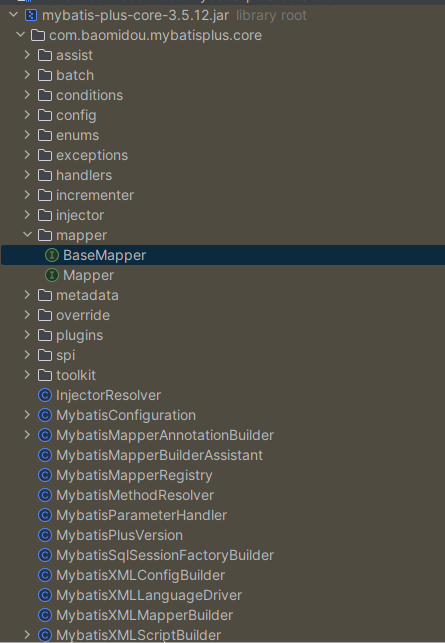 mybatis-plus-core-3.5.12.jar library root
com.baomidou.mybatisplus.core
assist
batch
conditions
config
enums
exceptions
handlers
incrementer
injector
mapper
BaseMapper
Mapper
metadata
override
plugins
spi
toolkit
InjectorResolver
MybatisConfiguration
MybatisMapperAnnotationBuilder
MybatisMapperBuilderAssistant
MybatisMapperRegistry
MybatisMethodResolver
MybatisParameterHandler
MybatisPlusVersion
MybatisSqlSessionFactoryBuilder
MybatisXMLConfigBuilder
MybatisXMLLanguageDriver
MybatisXMLMapperBuilder
MybatisXMLScriptBuilder